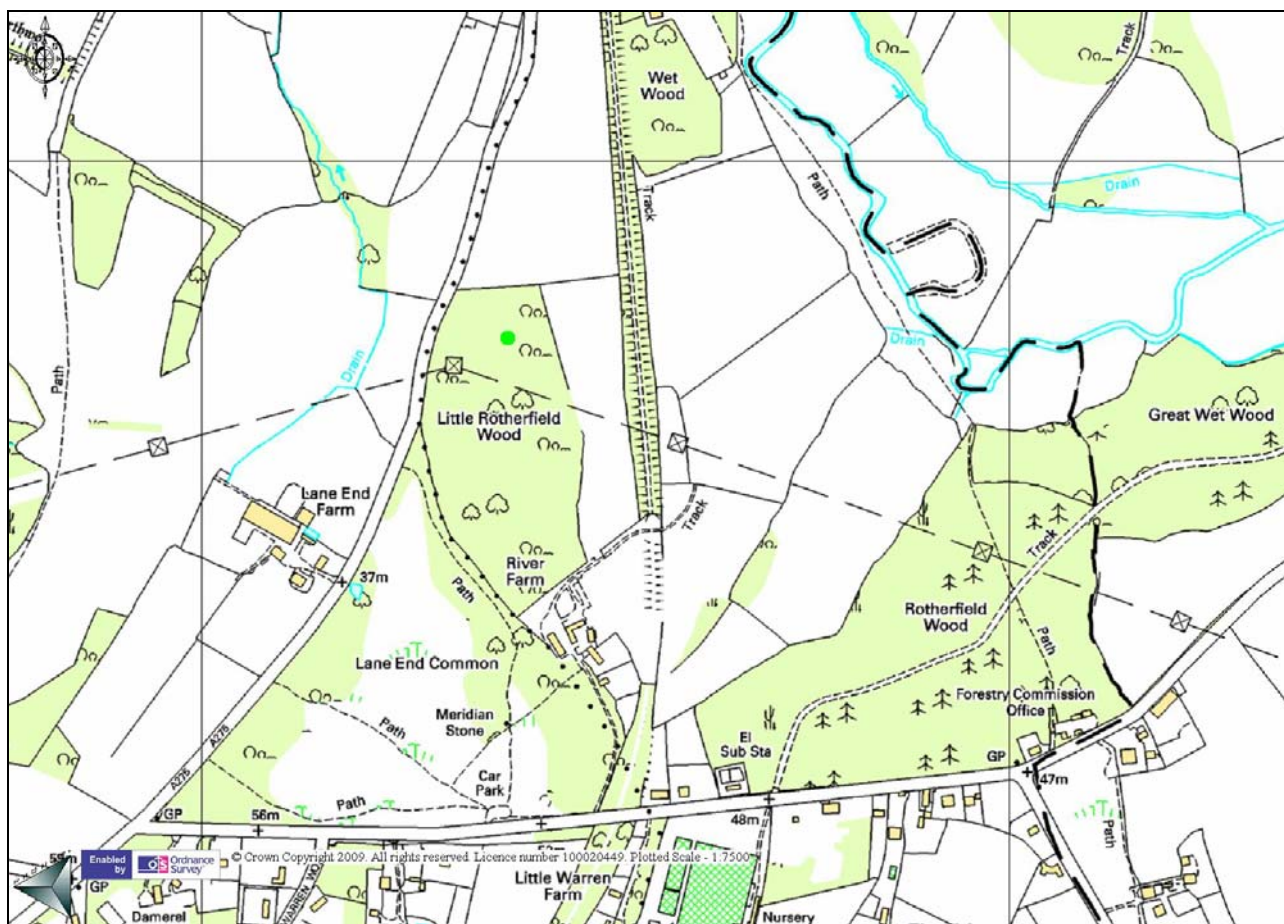 Wet
Wood
Track
Track
Path
Drain
Path
Drain
Drain
Little Rotherfield
Wood
Great Wet Wood
Lane End
Farm
Track
Track
37m
River
Farm
Path
Rotherfield
Wood
Path
Lane End Common
Forestry Commission
Office
Meridian
Stone
El
Sub Sta
GP
A275
Path
A275
Car
Park
47m
Path
GP
56m
Path
48m
Path
Enabled
by
Ordnance
Survey
© Crown Copyright 2009. All rights reserved. Licence number 100020449. Plotted Scale - 1:7500
GP
Little Warren
Farm
Damerel
Nursery